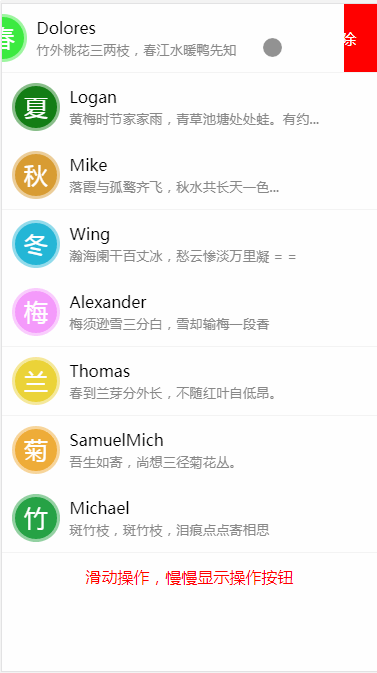 春
Dolores
竹外桃花三两枝，春江水暖鸭先知
除
夏
Logan
黄梅时节家家雨，青草池塘处处蛙。有约...
秋
Mike
落霞与孤鹜齐飞，秋水共长天一色...
冬
Wing
瀚海阑干百丈冰，愁云惨淡万里凝 = =
梅
Alexander
梅须逊雪三分白，雪却输梅一段香
兰
Thomas
春到兰芽分外长，不随红叶自低昂。
菊
SamuelMich
吾生如寄，尚想三径菊花丛。
竹
Michael
斑竹枝，斑竹枝，泪痕点点寄相思
滑动操作，慢慢显示操作按钮